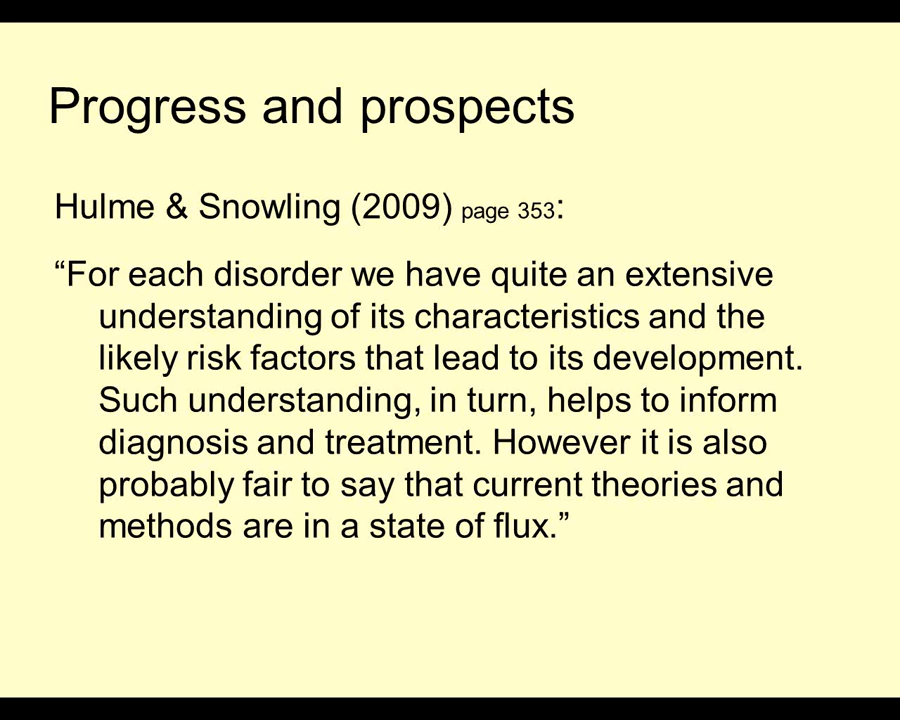 Progress and prospects
Hulme & Snowling (2009) page 353:
“For each disorder we have quite an extensive
understanding of its characteristics and the
likely risk factors that lead to its development.
Such understanding, in turn, helps to inform
diagnosis and treatment. However it is also
probably fair to say that current theories and
methods are in a state of flux.”